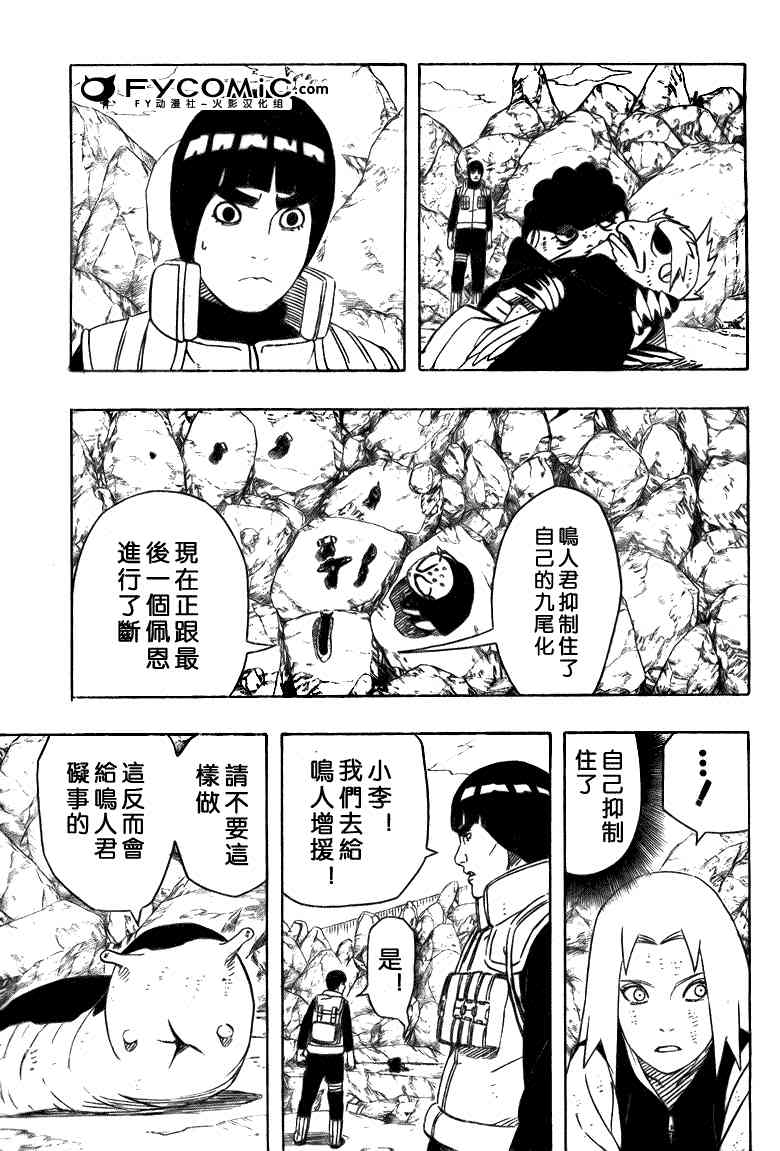 FYCOMIC.com
FY动漫社-火影汉化组
鳴人君抑制住了
自己的九尾化
現在正跟最
後一個佩恩
進行了斷
…！
自己抑制
住了
小李！
我們去給
鳴人增援！
是！
請不要這
樣做
這反而會
給鳴人君
礙事的